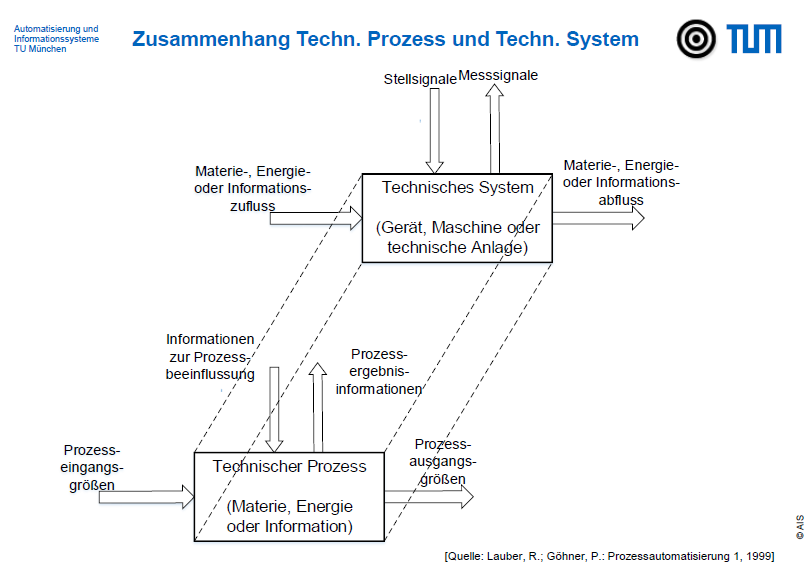 Automatisierung und
Informationssysteme
TU München
Zusammenhang Techn. Prozess und Techn. System
TUM
Stellsignale
Messsignale
Materie-, Energie-
oder Informations-
zufluss
Technisches System
(Gerät, Maschine oder
technische Anlage)
Materie-, Energie-
oder Informations-
abfluss
Informationen
zur Prozess-
beeinflussung
Prozess-
ergebnis-
informationen
Prozess-
eingangs-
größen
Technischer Prozess
(Materie, Energie
oder Information)
Prozess-
ausgangs-
größen
© AIS
[Quelle: Lauber, R.; Göhner, P.: Prozessautomatisierung 1, 1999]